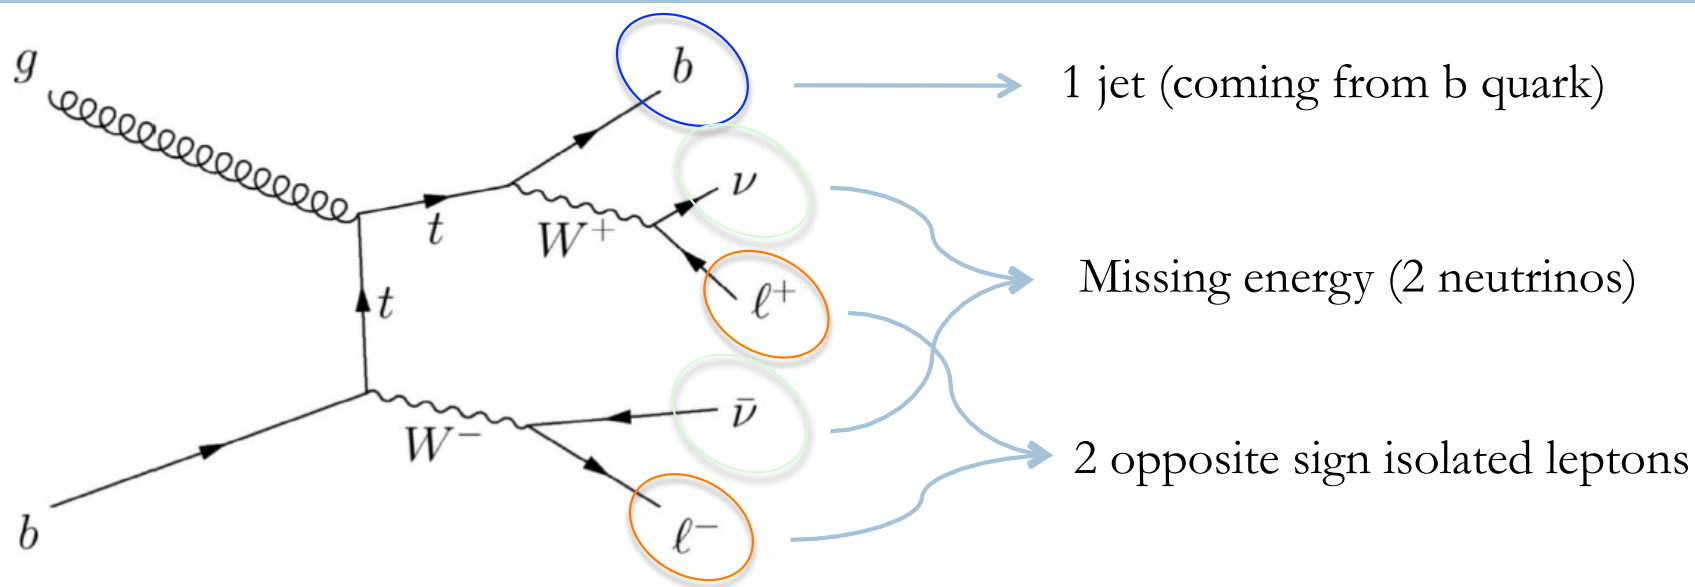 g
b
1 jet (coming from b quark)
ν
t
W⁺
Missing energy (2 neutrinos)
ℓ⁺
t
ν̄
W⁻
2 opposite sign isolated leptons
b
ℓ⁻